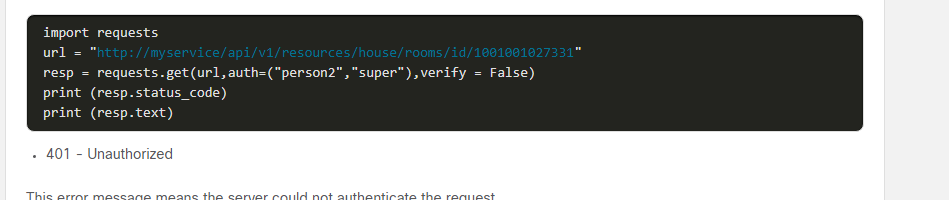 import requests
url = "http://myservice/api/v1/resources/house/rooms/id/1001001027331"
resp = requests.get(url,auth=("person2","super"),verify = False)
print (resp.status_code)
print (resp.text)
• 401 - Unauthorized
This error message means the server could not authenticate the request.